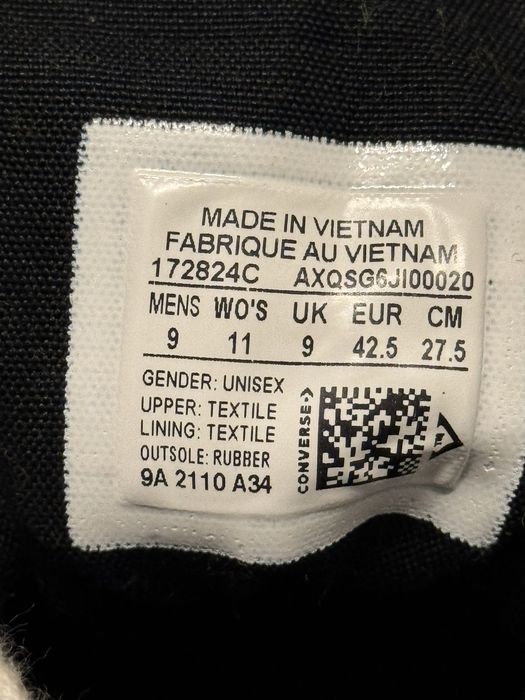 MADE IN VIETNAM
FABRIQUE AU VIETNAM
172824C AXQSG6JI00020
MENS WO'S UK EUR CM
9 11 9 42.5 27.5
GENDER: UNISEX
UPPER: TEXTILE
LINING: TEXTILE
OUTSOLE: RUBBER
9A 2110 A34
CONVERSE->